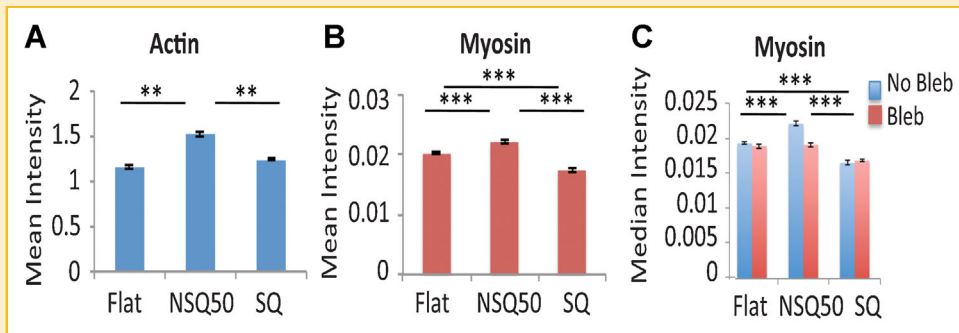 A
Actin
Mean Intensity
2
1.5
1
0.5
0
**
**
Flat NSQ50 SQ
B
Myosin
Mean Intensity
0.03
0.02
0.01
0
***
***
***
Flat NSQ50 SQ
C
Myosin
Median Intensity
0.025
0.02
0.015
0.01
0.005
0
***
***
***
Flat NSQ50 SQ
No Bleb
Bleb